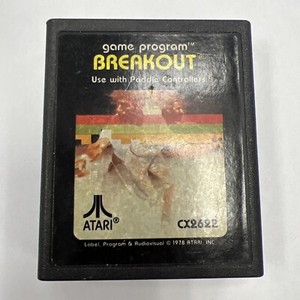 game program™
BREAKOUT
Use with Paddle Controllers
ATARI®
CX2622
Label, Program & Audiovisual © 1978 ATARI, INC.